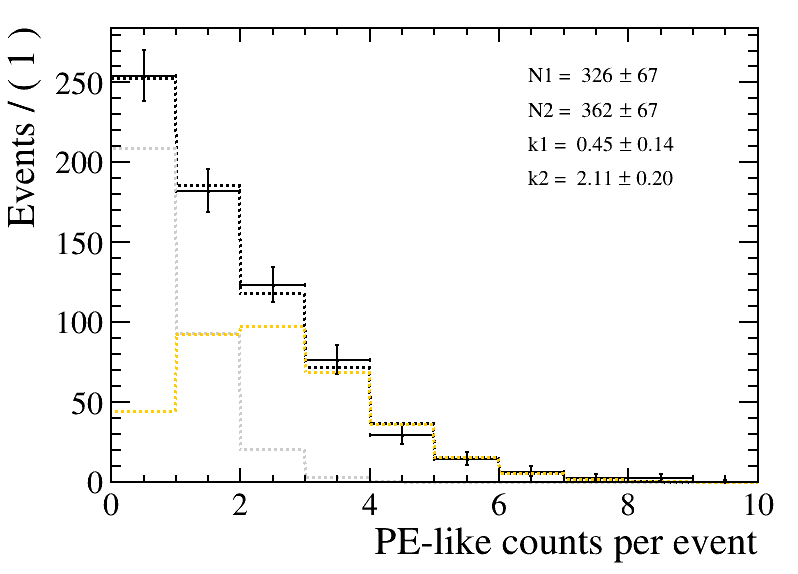 Events / ( 1 )
250
200
150
100
50
0
N1 = 326 ± 67
N2 = 362 ± 67
k1 = 0.45 ± 0.14
k2 = 2.11 ± 0.20
0 2 4 6 8 10
PE-like counts per event